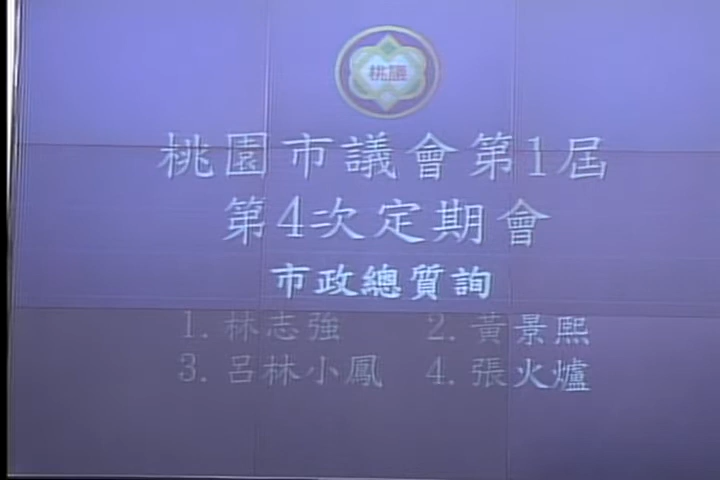 桃議
桃園市議會第1屆
第4次定期會
市政總質詢
1. 林志強 2. 黃景熙
3. 呂林小鳳 4. 張火爐